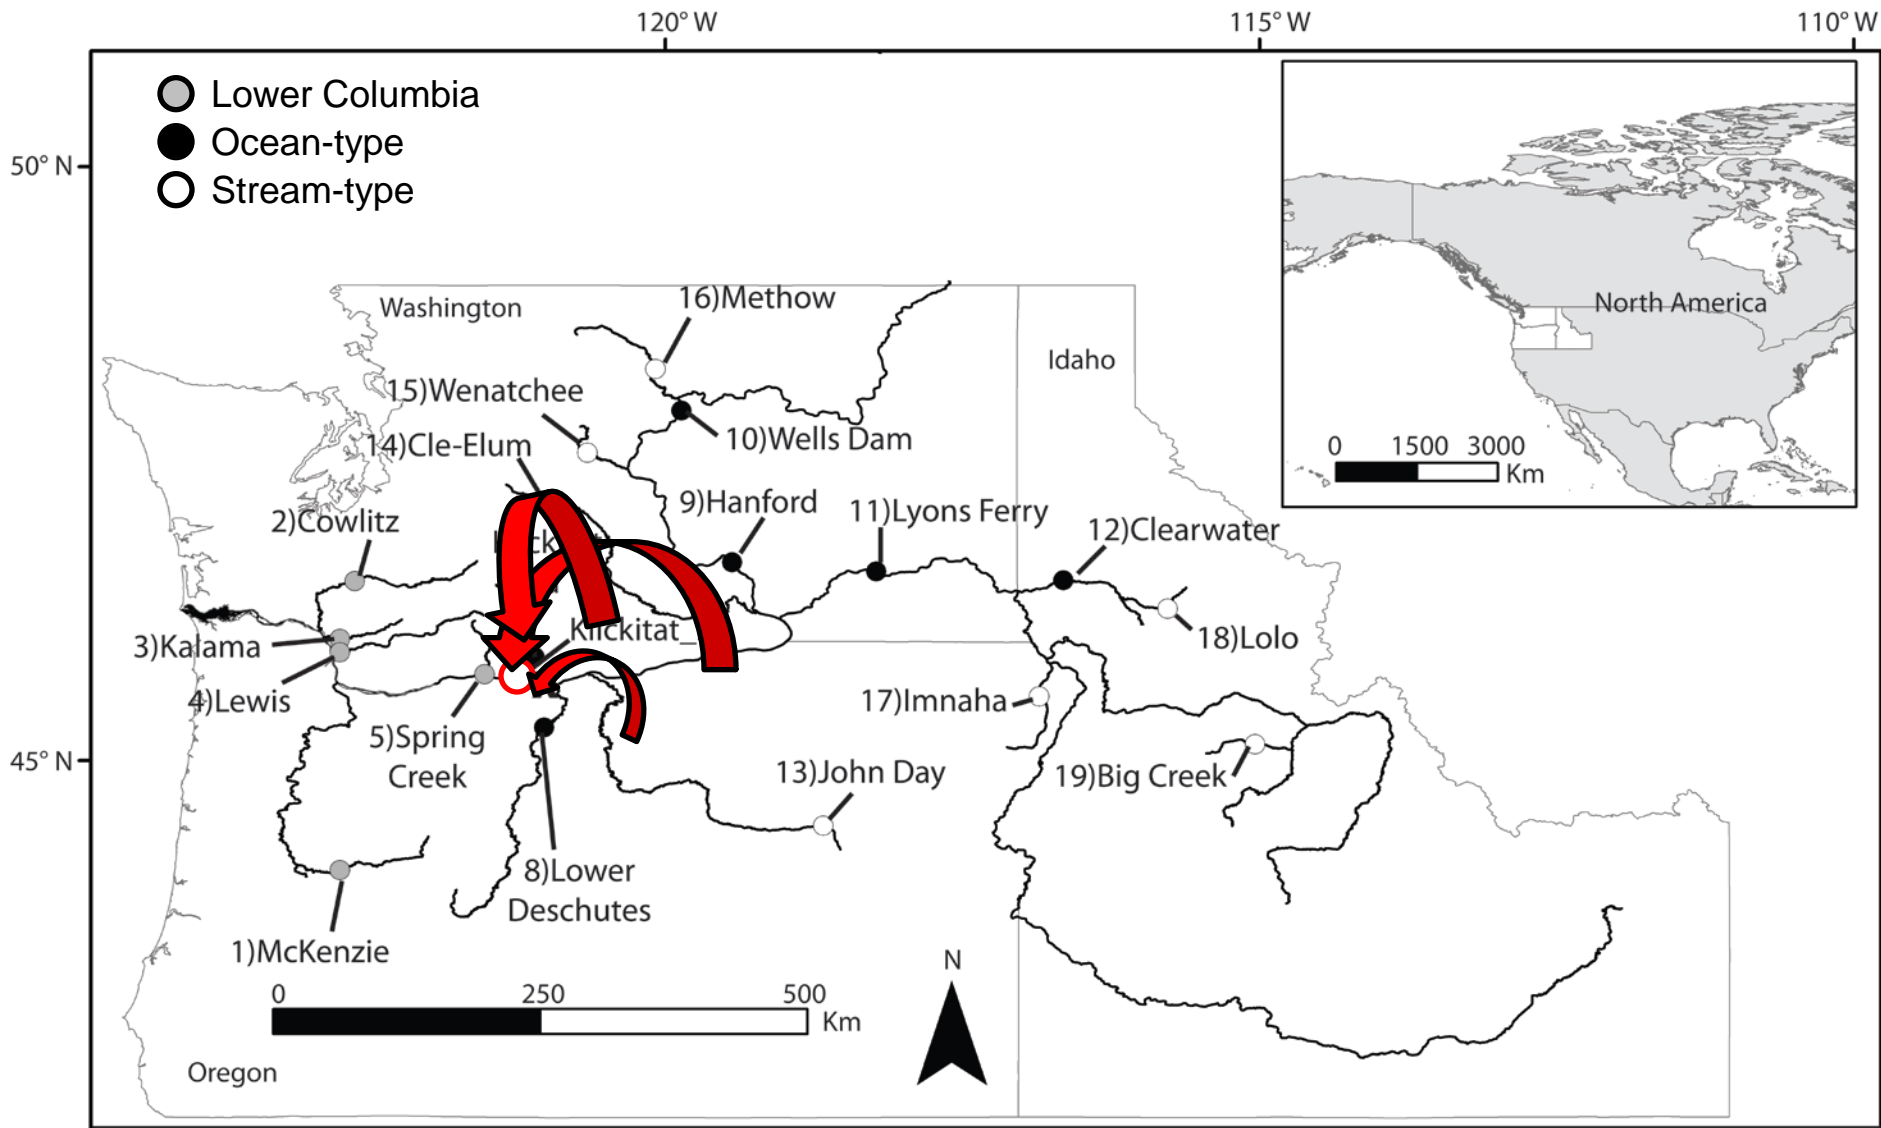 120° W
115° W
110° W
50° N
45° N
Lower Columbia
Ocean-type
Stream-type
North America
0 1500 3000
Km
Washington
Idaho
16)Methow
15)Wenatchee
10)Wells Dam
14)Cle-Elum
9)Hanford
11)Lyons Ferry
2)Cowlitz
12)Clearwater
3)Kalama
Klickitat_
18)Lolo
4)Lewis
17)Imnaha
5)Spring
Creek
13)John Day
19)Big Creek
8)Lower
Deschutes
1)McKenzie
N
0 250 500
Km
Oregon